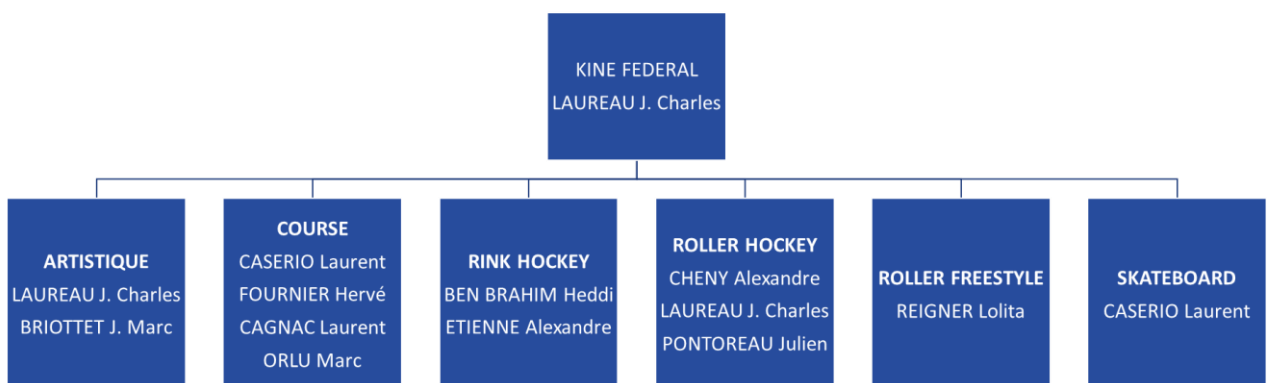 KINE FEDERAL
LAUREAU J. Charles
ARTISTIQUE
LAUREAU J. Charles
BRIOTTET J. Marc
COURSE
CASERIO Laurent
FOURNIER Hervé
CAGNAC Laurent
ORLU Marc
RINK HOCKEY
BEN BRAHIM Heddi
ETIENNE Alexandre
ROLLER HOCKEY
CHENY Alexandre
LAUREAU J. Charles
PONTOREAU Julien
ROLLER FREESTYLE
REIGNER Lolita
SKATEBOARD
CASERIO Laurent